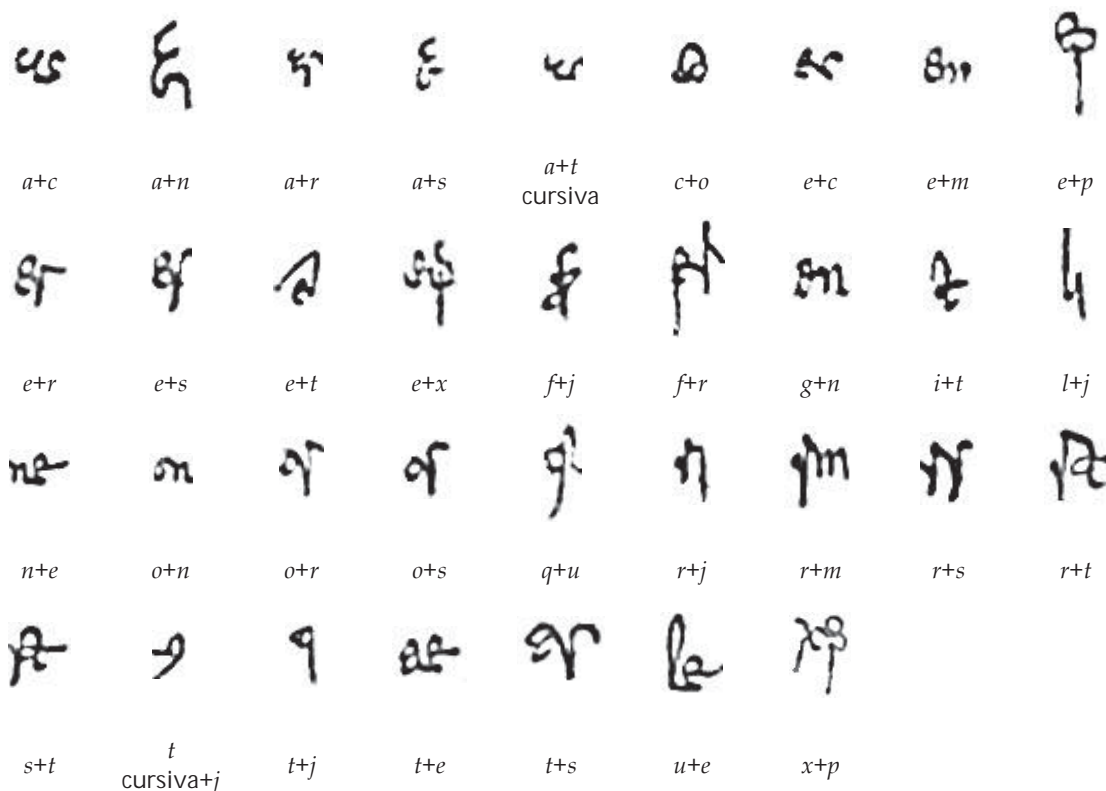 a+c a+n a+r a+s a+t cursiva c+o e+c e+m e+p
e+r e+s e+t e+x f+j f+r g+n i+t l+j
n+e o+n o+r o+s q+u r+j r+m r+s r+t
s+t t cursiva+j t+j t+e t+s u+e x+p